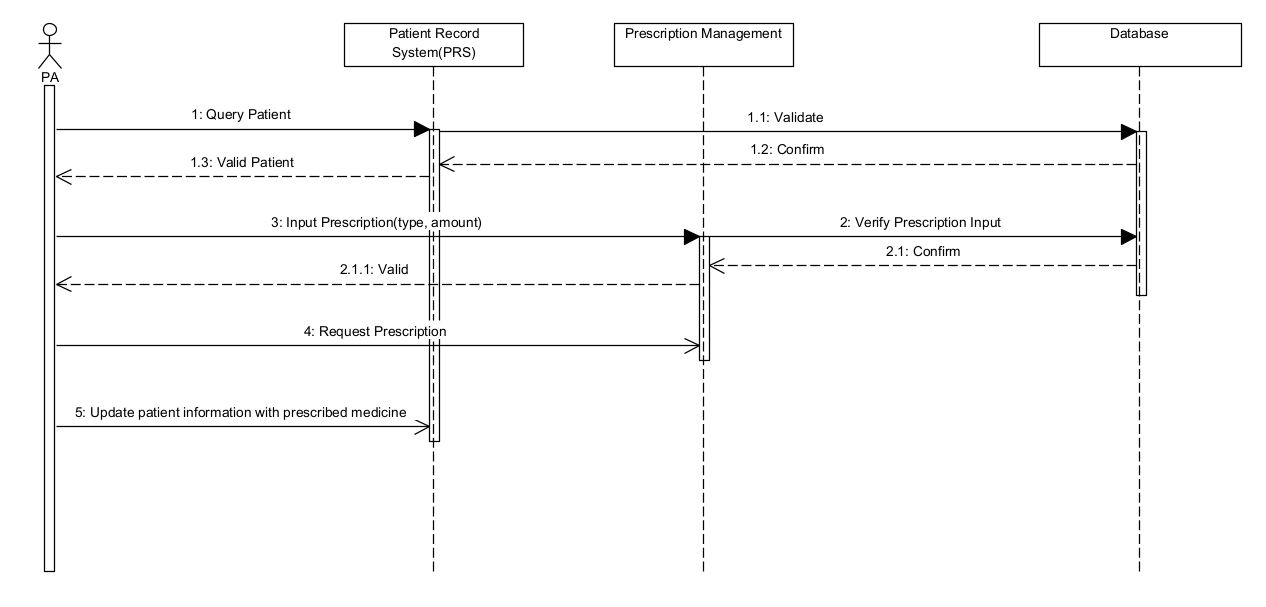 PA
Patient Record
System(PRS)
Prescription Management
Database
1: Query Patient
1.1: Validate
1.2: Confirm
1.3: Valid Patient
3: Input Prescription(type, amount)
2: Verify Prescription Input
2.1: Confirm
2.1.1: Valid
4: Request Prescription
5: Update patient information with prescribed medicine